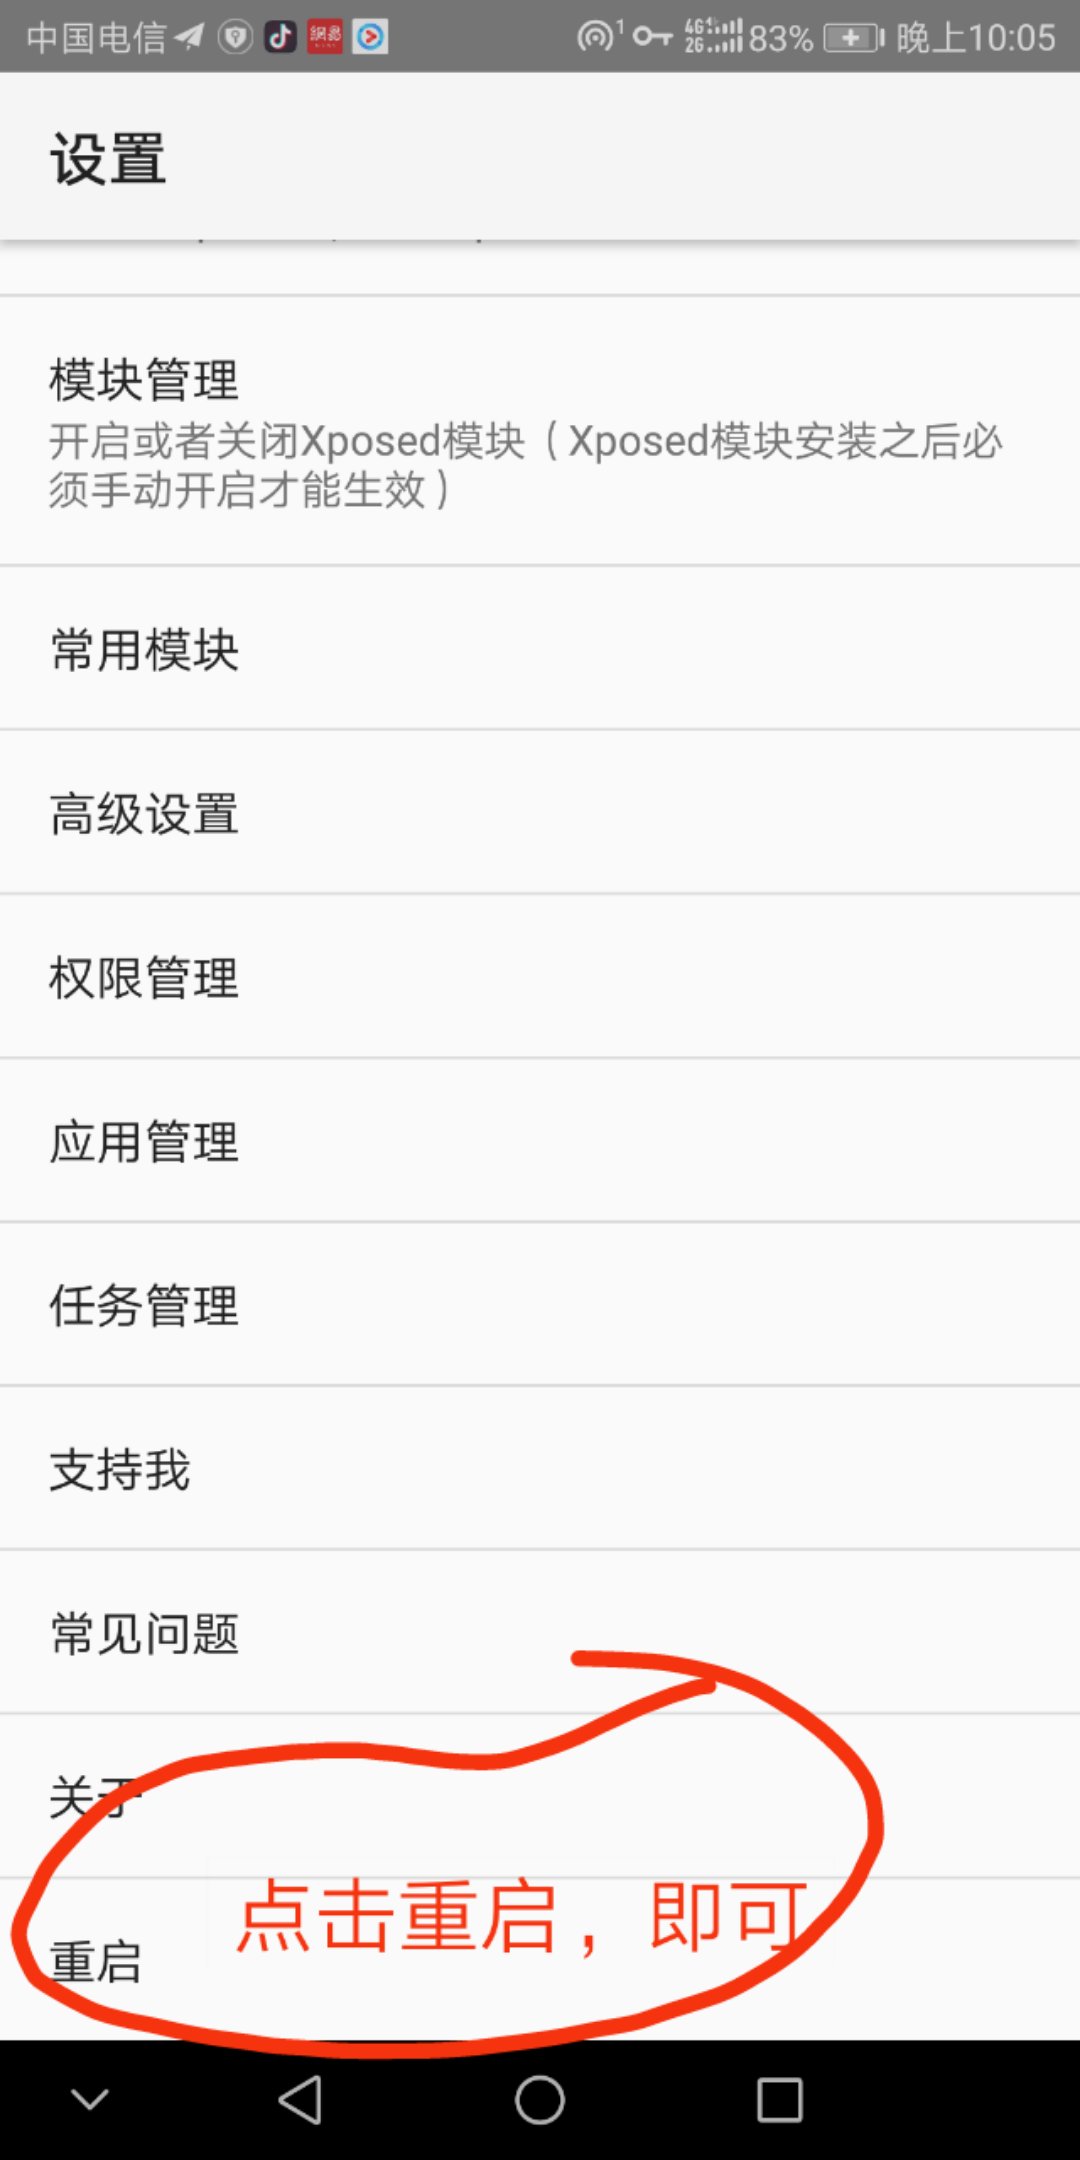 中国电信 1 4G 2G 83% 晚上10:05
设置
模块管理
开启或者关闭Xposed模块（Xposed模块安装之后必
须手动开启才能生效）
常用模块
高级设置
权限管理
应用管理
任务管理
支持我
常见问题
关于
点击重启，即可
重启